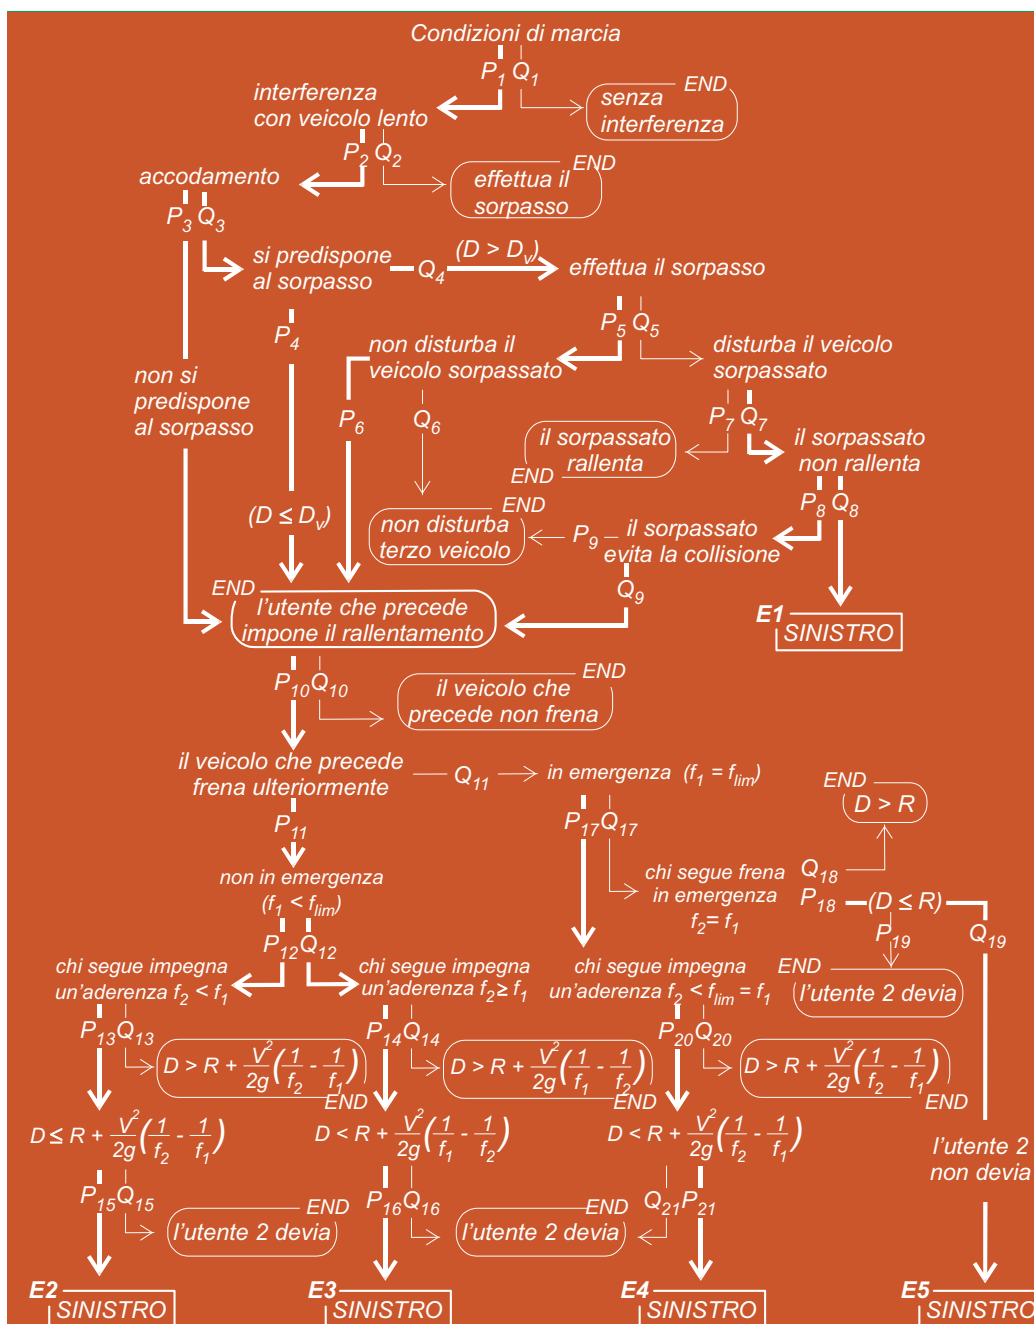 Condizioni di marcia
P1 Q1
END
interferenza
con veicolo lento
senza
interferenza
P2 Q2
END
accodamento
effettua il
sorpasso
P3 Q3
si predispone
al sorpasso
Q4
(D > Dv)
effettua il sorpasso
P4
P5 Q5
non disturba il
veicolo sorpassato
disturba il veicolo
sorpassato
non si
predispone
al sorpasso
P6
Q6
P7 Q7
il sorpassato
rallenta
END
il sorpassato
non rallenta
P8 Q8
(D ≤ Dv)
END
non disturba
terzo veicolo
P9
il sorpassato
evita la collisione
Q9
END
l'utente che precede
impone il rallentamento
E1
SINISTRO
P10 Q10
END
il veicolo che
precede non frena
il veicolo che precede
frena ulteriormente
Q11
in emergenza (f1 = flim)
END
D > R
P11
P17 Q17
non in emergenza
(f1 < flim)
chi segue frena
in emergenza
f2= f1
Q18
P18
(D ≤ R)
P19
Q19
P12 Q12
chi segue impegna
un'aderenza f2 < f1
chi segue impegna
un'aderenza f2 ≥ f1
chi segue impegna
un'aderenza f2 < flim = f1
END
l'utente 2 devia
P13 Q13
P14 Q14
P20 Q20
D > R + V²/2g (1/f2 - 1/f1)
END
D > R + V²/2g (1/f1 - 1/f2)
END
D > R + V²/2g (1/f2 - 1/f1)
END
D ≤ R + V²/2g (1/f2 - 1/f1)
D < R + V²/2g (1/f1 - 1/f2)
D < R + V²/2g (1/f2 - 1/f1)
l'utente 2
non devia
P15 Q15
END
l'utente 2 devia
P16 Q16
END
l'utente 2 devia
Q21 P21
E2
SINISTRO
E3
SINISTRO
E4
SINISTRO
E5
SINISTRO